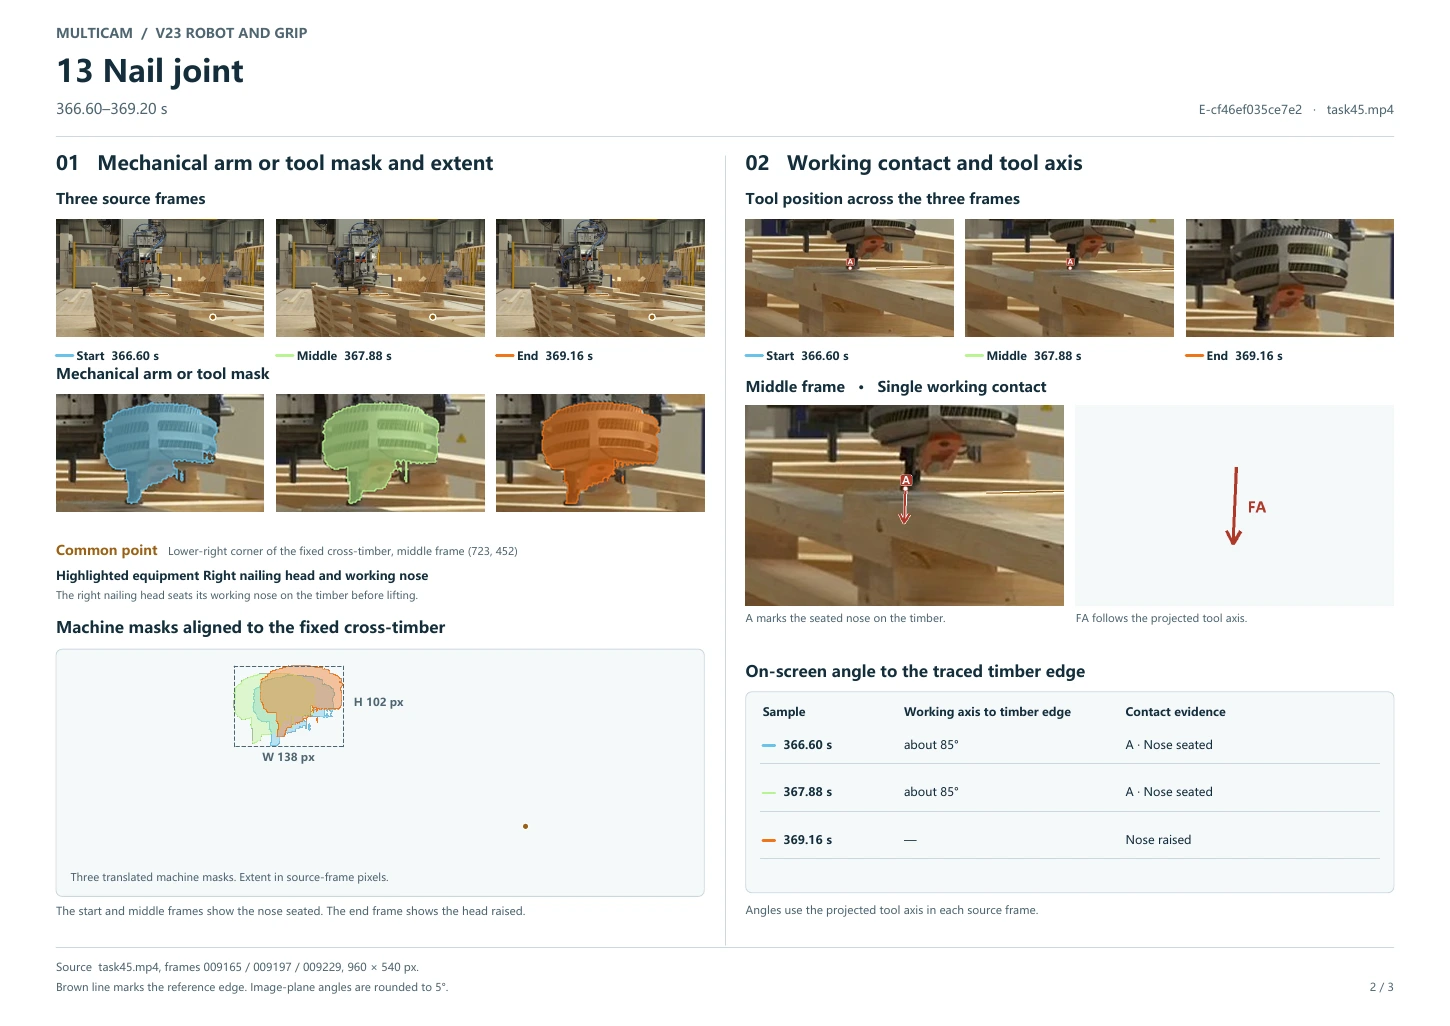 MULTICAM / V23 ROBOT AND GRIP
13 Nail joint
366.60–369.20 s
E-cf46ef035ce7e2 · task45.mp4
01 Mechanical arm or tool mask and extent
Three source frames
Start 366.60 s
Middle 367.88 s
End 369.16 s
Mechanical arm or tool mask
Common point Lower-right corner of the fixed cross-timber, middle frame (723, 452)
Highlighted equipment Right nailing head and working nose
The right nailing head seats its working nose on the timber before lifting.
Machine masks aligned to the fixed cross-timber
H 102 px
W 138 px
Three translated machine masks. Extent in source-frame pixels.
The start and middle frames show the nose seated. The end frame shows the head raised.
02 Working contact and tool axis
Tool position across the three frames
A
A
Start 366.60 s
Middle 367.88 s
End 369.16 s
Middle frame • Single working contact
A
FA
A marks the seated nose on the timber.
FA follows the projected tool axis.
On-screen angle to the traced timber edge
Sample Working axis to timber edge Contact evidence
366.60 s about 85° A · Nose seated
367.88 s about 85° A · Nose seated
369.16 s — Nose raised
Angles use the projected tool axis in each source frame.
Source task45.mp4, frames 009165 / 009197 / 009229, 960 × 540 px.
Brown line marks the reference edge. Image-plane angles are rounded to 5°.
2 / 3